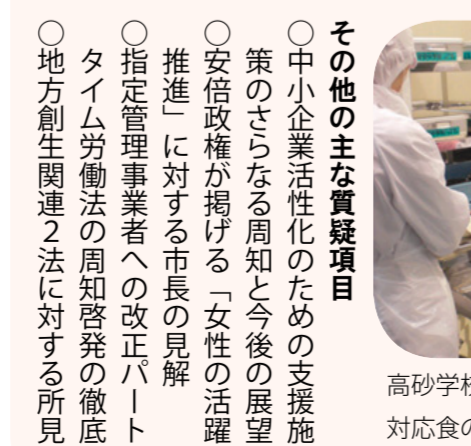 その他の主な質疑項目
○中小企業活性化のための支援施
策のさらなる周知と今後の展望
○安倍政権が掲げる「女性の活躍
推進」に対する市長の見解
○指定管理事業者への改正パート
タイム労働法の周知啓発の徹底
○地方創生関連２法に対する所見
高砂学校
対応食の